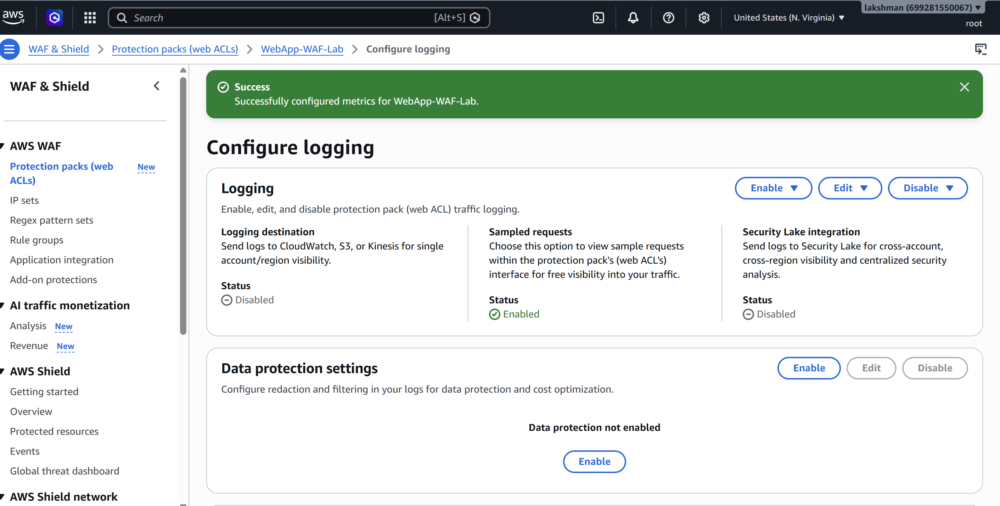 aws
Search
[Alt+S]
United States (N. Virginia)
lakshman (699281550067)
root
WAF & Shield
Protection packs (web ACLs)
WebApp-WAF-Lab
Configure logging
WAF & Shield
AWS WAF
Protection packs (web
ACLs)
New
IP sets
Regex pattern sets
Rule groups
Application integration
Add-on protections
AI traffic monetization
Analysis New
Revenue New
AWS Shield
Getting started
Overview
Protected resources
Events
Global threat dashboard
AWS Shield network
Success
Successfully configured metrics for WebApp-WAF-Lab.
Configure logging
Logging
Enable
Edit
Disable
Enable, edit, and disable protection pack (web ACL) traffic logging.
Logging destination
Send logs to CloudWatch, S3, or Kinesis for single
account/region visibility.
Status
Disabled
Sampled requests
Choose this option to view sample requests
within the protection pack's (web ACL's)
interface for free visibility into your traffic.
Status
Enabled
Security Lake integration
Send logs to Security Lake for cross-account,
cross-region visibility and centralized security
analysis.
Status
Disabled
Data protection settings
Enable
Edit
Disable
Configure redaction and filtering in your logs for data protection and cost optimization.
Data protection not enabled
Enable